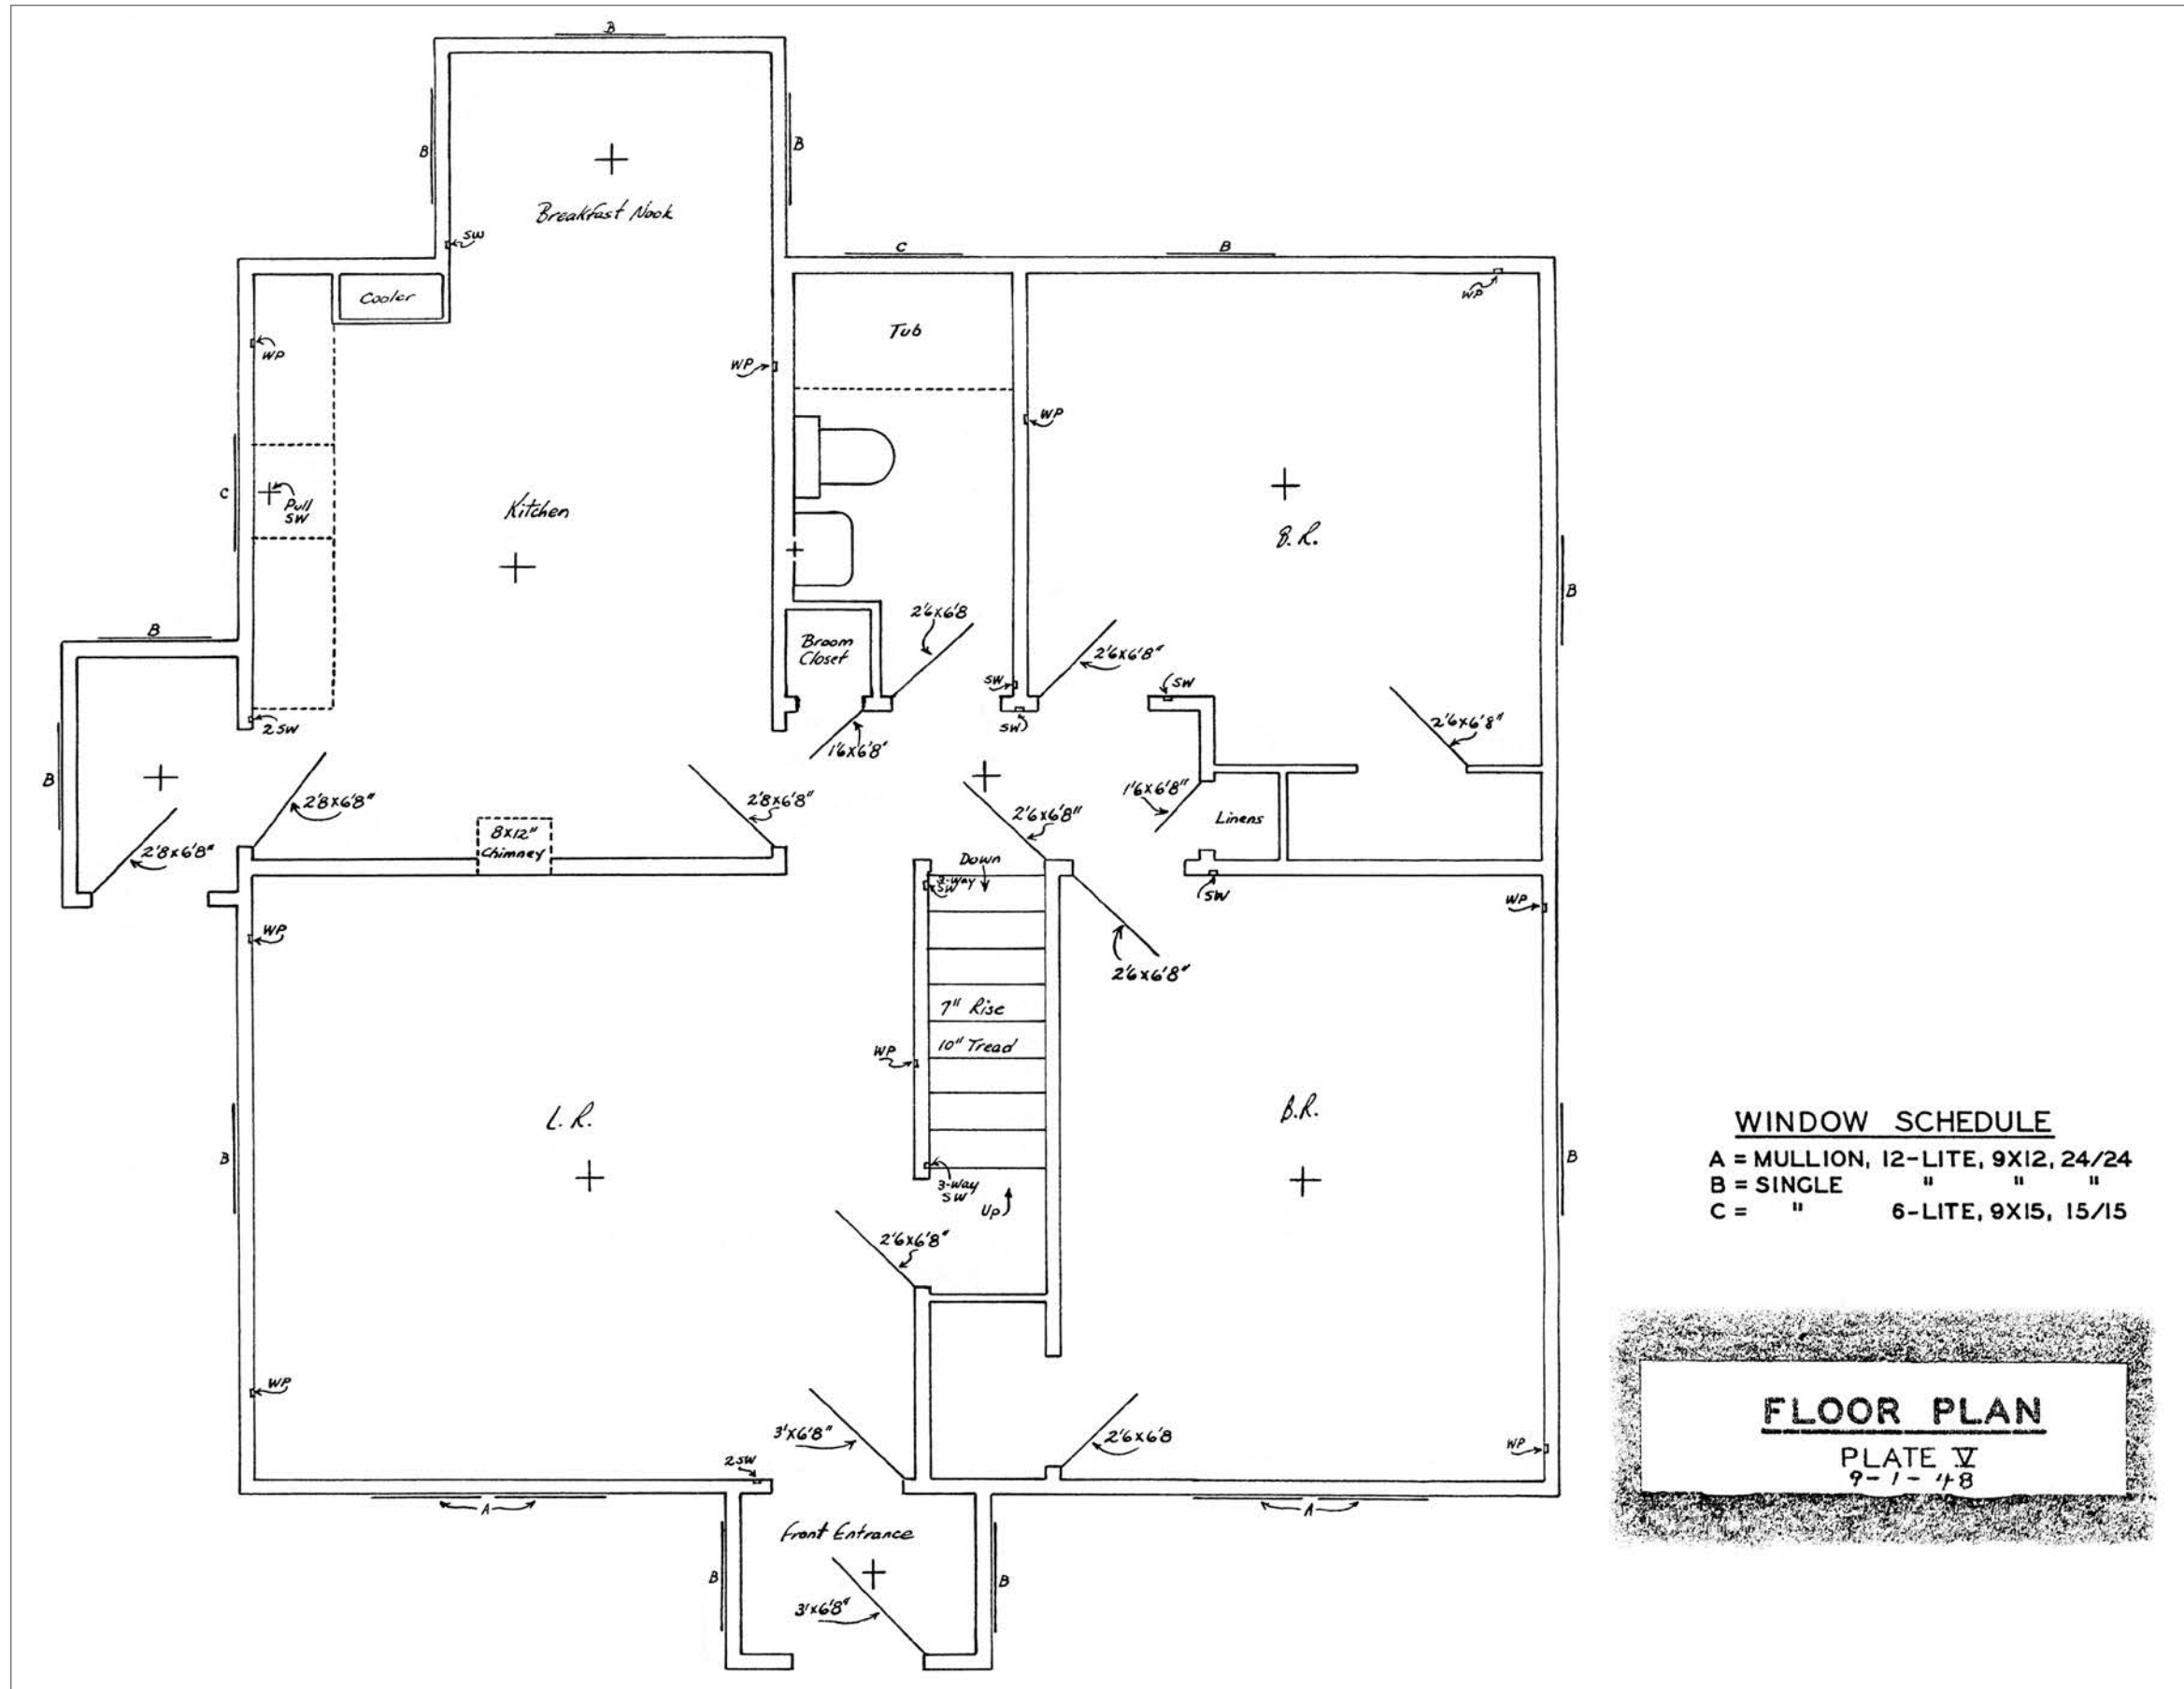 B
B
B
Breakfast Nook
SW
C
B
Cooler
WP
WP
Tub
WP
WP
C
Pull
SW
Kitchen
WP
B.R.
B
B
2'6x6'8
Broom
Closet
2'6x6'8"
SW
SW
SW
2SW
1'6x6'8"
2'6x6'8"
B
2'8x6'8"
2'8x6'8"
2'6x6'8"
1'6x6'8"
Linens
2'8x6'8"
8x12"
Chimney
Down
3-way
SW
SW
WP
WP
2'6x6'8"
7" Rise
10" Tread
WP
L.R.
B.R.
B
B
3-way
SW
Up
2'6x6'8"
WP
3'x6'8"
2'6x6'8
WP
2SW
A
A
Front Entrance
B
B
3'x6'8"
WINDOW SCHEDULE
A = MULLION, 12-LITE, 9X12, 24/24
B = SINGLE " " "
C = " 6-LITE, 9X15, 15/15
FLOOR PLAN
PLATE V
9-1-48